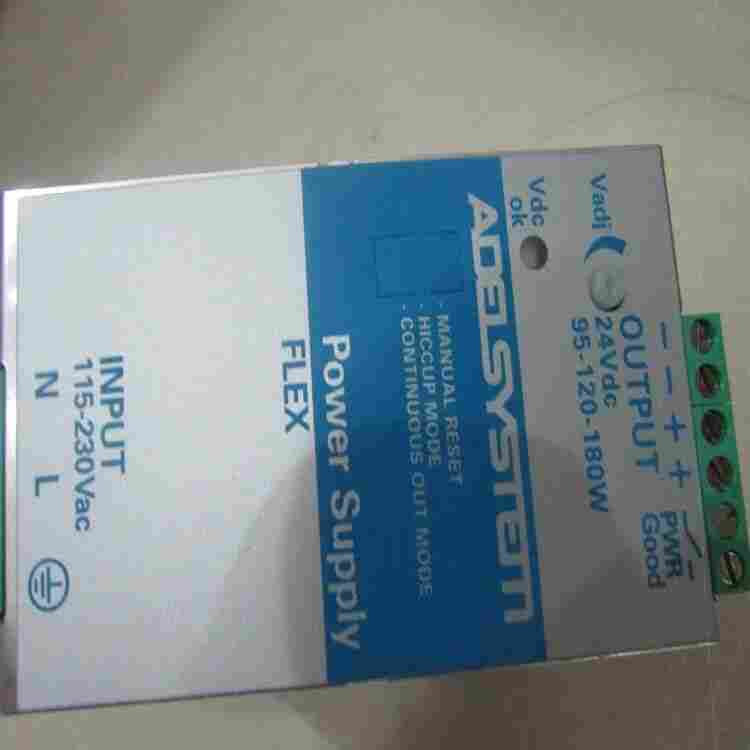 Vdc
ok
Vadj
OUTPUT
24Vdc
95-120-180W
- - + +
PWR
Good
ADELSYSTEM
· MANUAL RESET
· HICCUP MODE
· CONTINUOUS OUT MODE
Power Supply
FLEX
INPUT
115-230Vac
N L